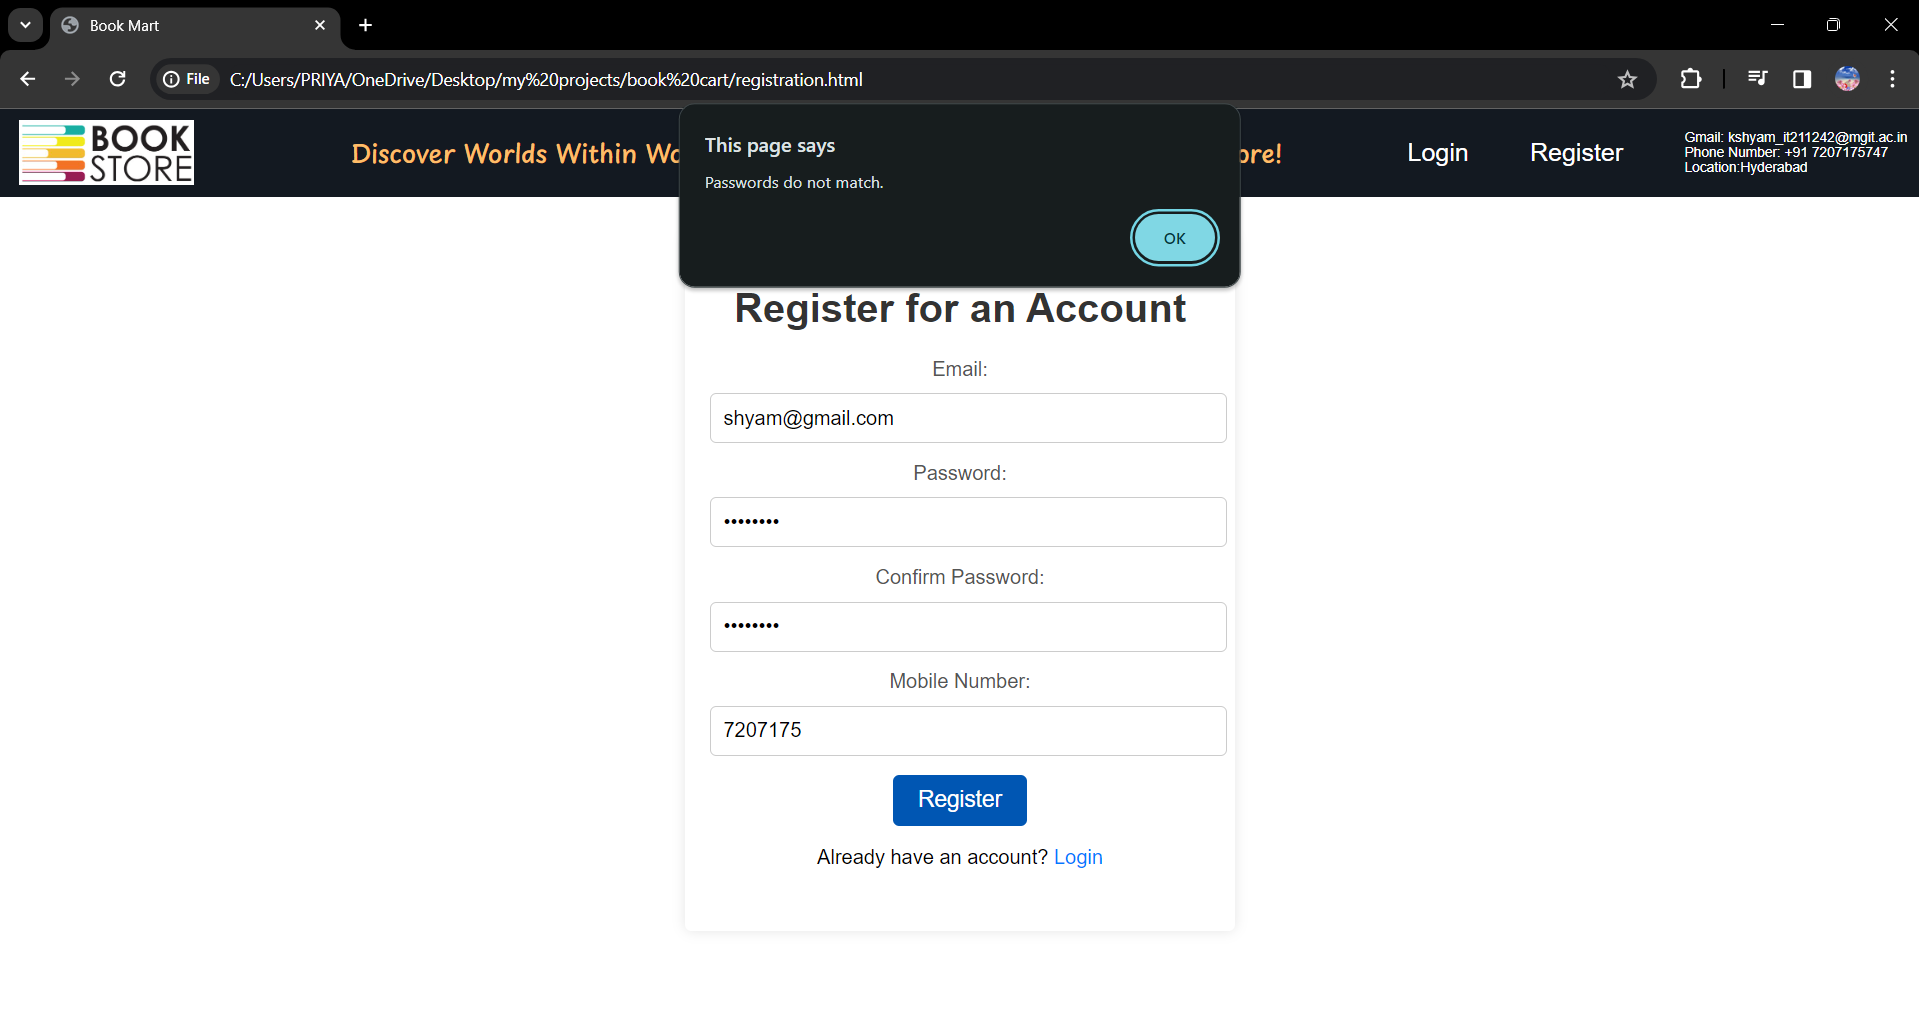 Book Mart
File
C:/Users/PRIYA/OneDrive/Desktop/my%20projects/book%20cart/registration.html
BOOK
STORE
Discover Worlds Within
Login
Register
Gmail: kshyam_it211242@mgit.ac.in
Phone Number: +91 7207175747
Location:Hyderabad
This page says
Passwords do not match.
OK
Register for an Account
Email:
shyam@gmail.com
Password:
••••••••
Confirm Password:
••••••••
Mobile Number:
7207175
Register
Already have an account? Login